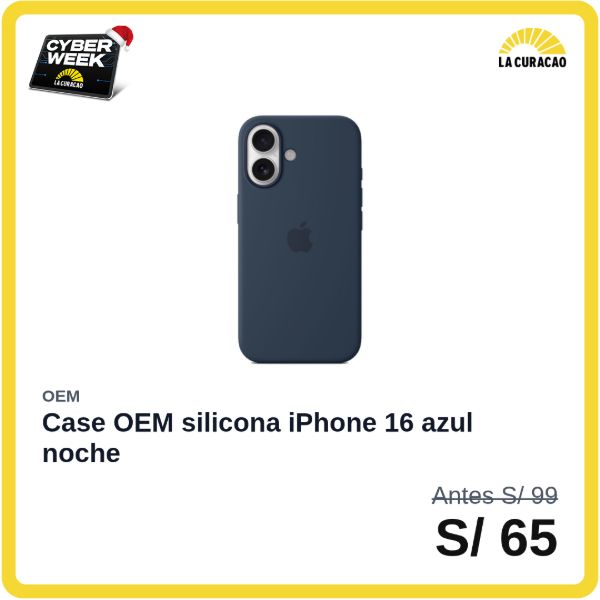 CYBER
WEEK
LA CURACAO
LA CURACAO
OEM
Case OEM silicona iPhone 16 azul
noche
Antes S/ 99
S/ 65